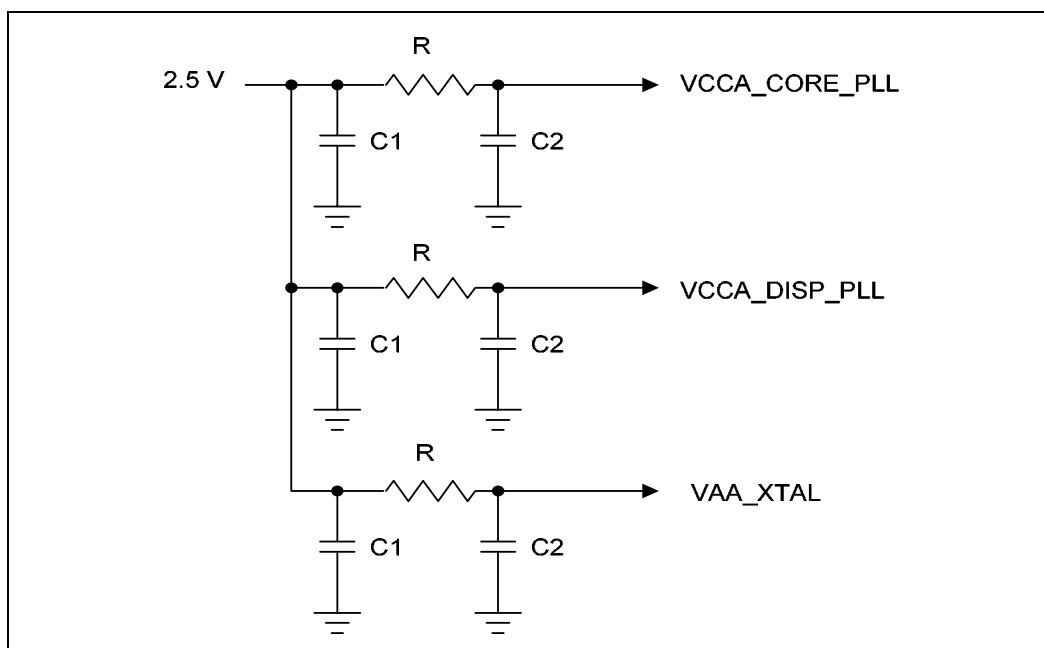 R
2.5 V
VCCA_CORE_PLL
C1
C2
R
VCCA_DISP_PLL
C1
C2
R
VAA_XTAL
C1
C2